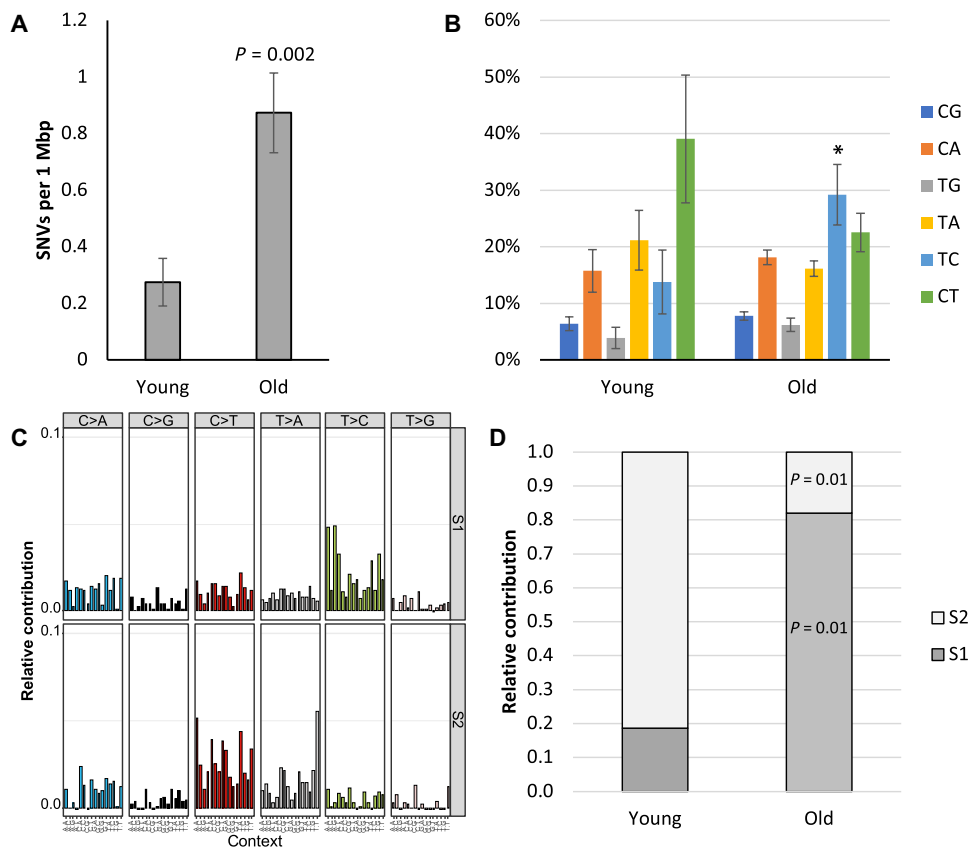 A
SNVs per 1 Mbp
1.2
1
0.8
0.6
0.4
0.2
0
P = 0.002
Young
Old
B
60%
50%
40%
30%
20%
10%
0%
*
Young
Old
CG
CA
TG
TA
TC
CT
C
C>A
C>G
C>T
T>A
T>C
T>G
0.1
0.0
S1
0.1
0.0
S2
Relative contribution
Context
D
Relative contribution
1.0
0.9
0.8
0.7
0.6
0.5
0.4
0.3
0.2
0.1
0.0
P = 0.01
P = 0.01
Young
Old
S2
S1